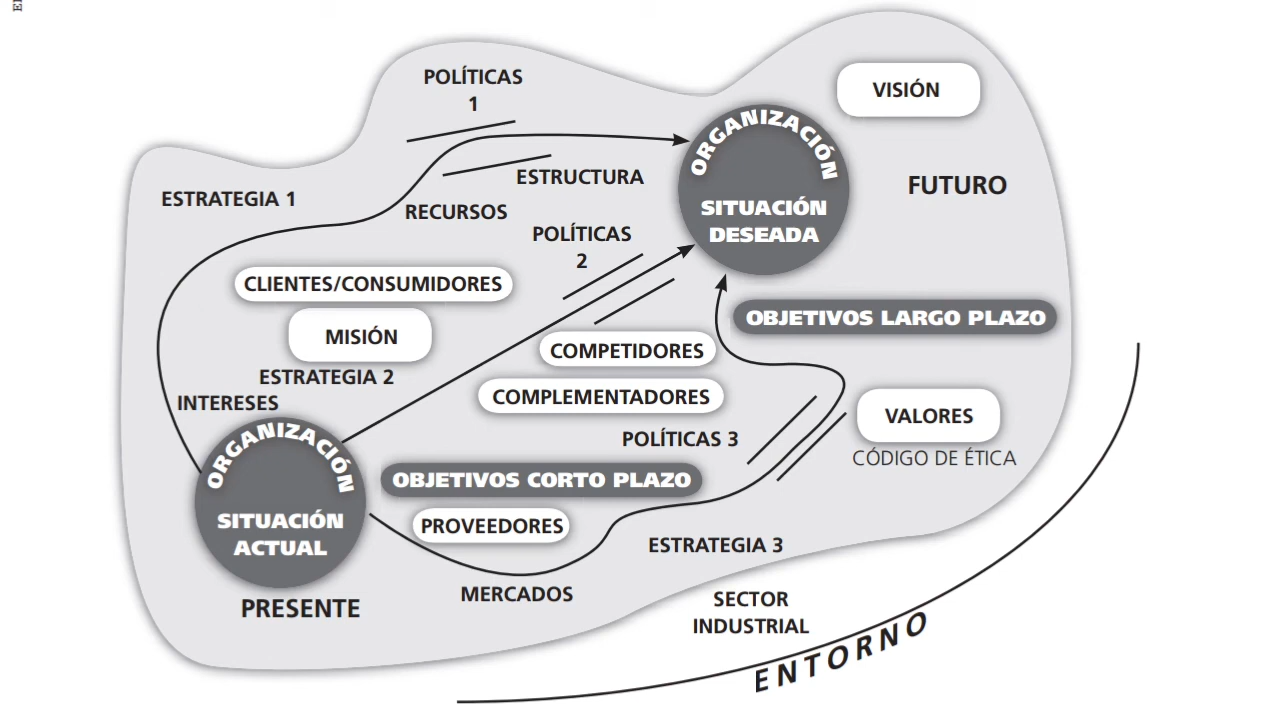 POLÍTICAS
1
VISIÓN
ORGANIZACIÓN
SITUACIÓN
DESEADA
ESTRUCTURA
FUTURO
ESTRATEGIA 1
RECURSOS
POLÍTICAS
2
CLIENTES/CONSUMIDORES
MISIÓN
OBJETIVOS LARGO PLAZO
COMPETIDORES
ESTRATEGIA 2
COMPLEMENTADORES
INTERESES
VALORES
CÓDIGO DE ÉTICA
POLÍTICAS 3
ORGANIZACIÓN
SITUACIÓN
ACTUAL
OBJETIVOS CORTO PLAZO
PROVEEDORES
ESTRATEGIA 3
MERCADOS
PRESENTE
SECTOR
INDUSTRIAL
ENTORNO